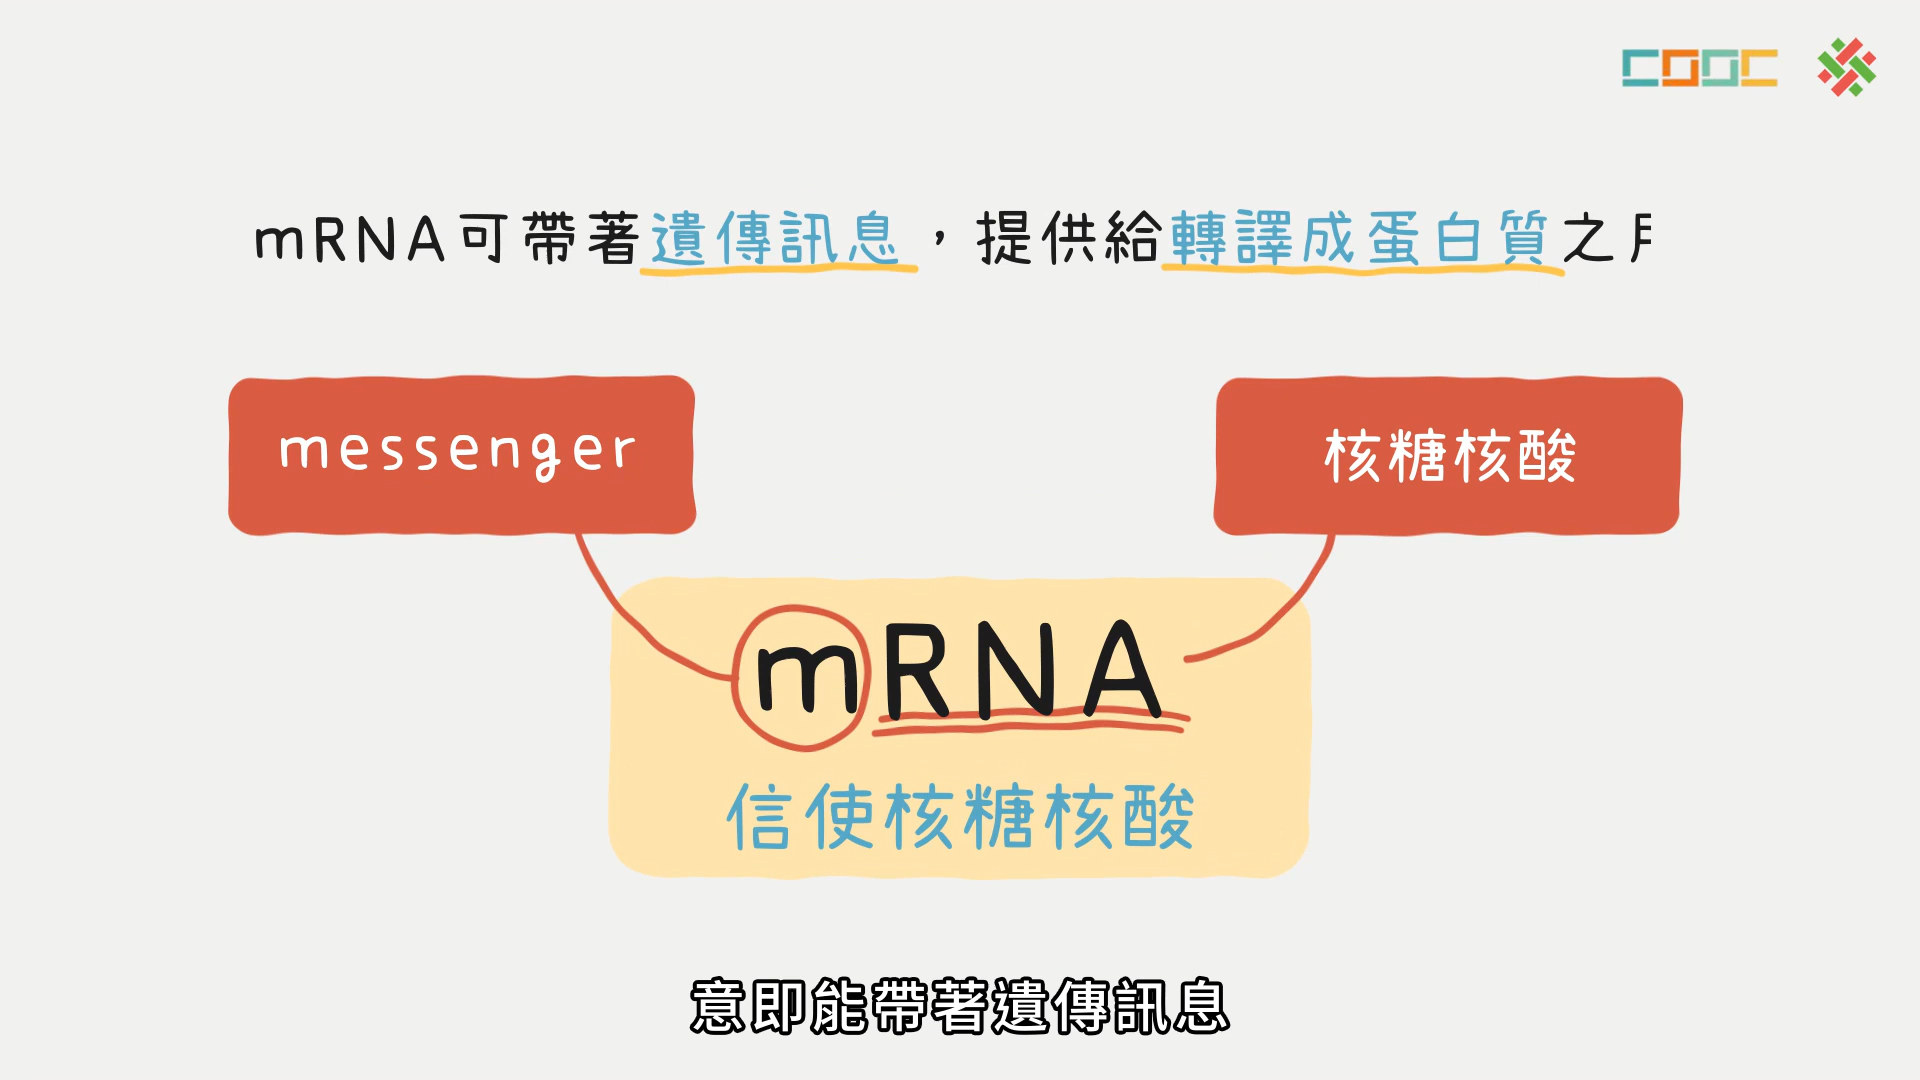 COOC
mRNA可帶著遺傳訊息，提供給轉譯成蛋白質之
messenger
核糖核酸
mRNA
信使核糖核酸
意即能帶著遺傳訊息